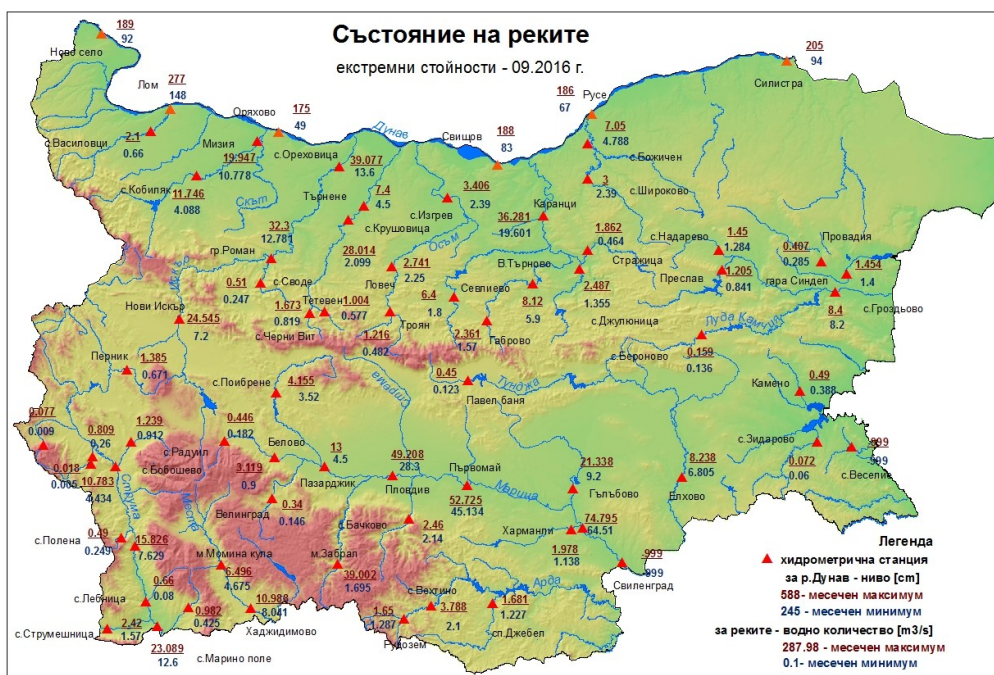 Състояние на реките
екстремни стойности - 09.2016 г.
189
92
Ново село
205
94
Силистра
Лом
277
148
186
67
Русе
Оряхово
175
49
Дунав
Свищов
188
83
2.1
0.66
с.Василовци
Мизия
19.947
10.778
с.Ореховица
39.077
13.6
7.05
4.788
с.Божичен
с.Кобиляк
11.746
4.088
Скът
Търнене
7.4
4.5
с.Крушовица
3.406
2.39
с.Изгрев
3
2.39
с.Широково
Каранци
36.281
19.601
32.3
12.781
гр.Роман
28.014
2.099
Осъм
1.862
0.464
Стражица
с.Надарево
1.45
1.284
0.407
0.285
Провадия
Искър
0.51
0.247
с.Своде
2.741
2.25
Ловеч
В.Търново
2.487
1.355
Преслав
1.205
0.841
гара Синдел
1.454
1.4
Нови Искър
24.545
7.2
1.673
0.819
с.Черни Вит
Тетевен
1.004
0.577
Троян
Севлиево
6.4
1.8
8.12
5.9
с.Джулюница
Луда Камчия
8.4
8.2
с.Гроздьово
1.216
0.482
2.361
1.57
Габрово
с.Бероново
0.159
0.136
Перник
1.385
0.671
с.Поибрене
4.155
3.52
0.45
0.123
Павел баня
Тунджа
Камено
0.49
0.388
0.077
0.009
0.809
0.26
1.239
0.912
с.Радуил
0.446
0.182
Белово
13
4.5
Пазарджик
49.208
28.3
Пловдив
Първомай
52.725
45.134
Марица
21.338
9.2
Гълъбово
8.238
6.805
Елхово
с.Зидарово
0.072
0.06
-999
-999
с.Веселие
0.018
0.005
10.783
4.434
с.Бобошево
3.119
0.9
Велинград
0.34
0.146
Струма
Места
с.Бачково
2.46
2.14
Харманли
74.795
64.51
1.978
1.138
-999
-999
Свиленград
с.Полена
0.49
0.249
15.826
7.629
м.Момина кула
6.496
4.675
м.Забрал
39.002
1.695
с.Лебница
0.66
0.08
0.982
0.425
10.988
8.041
Хаджидимово
1.65
1.287
Рудозем
с.Вехтино
3.788
2.1
Арда
1.681
1.227
сп.Джебел
с.Струмешница
2.42
1.57
23.089
12.6
с.Марино поле
Легенда
хидрометрична станция
за р.Дунав - ниво [cm]
588- месечен максимум
245 - месечен минимум
за реките - водно количество [m3/s]
287.98 - месечен максимум
0.1- месечен минимум